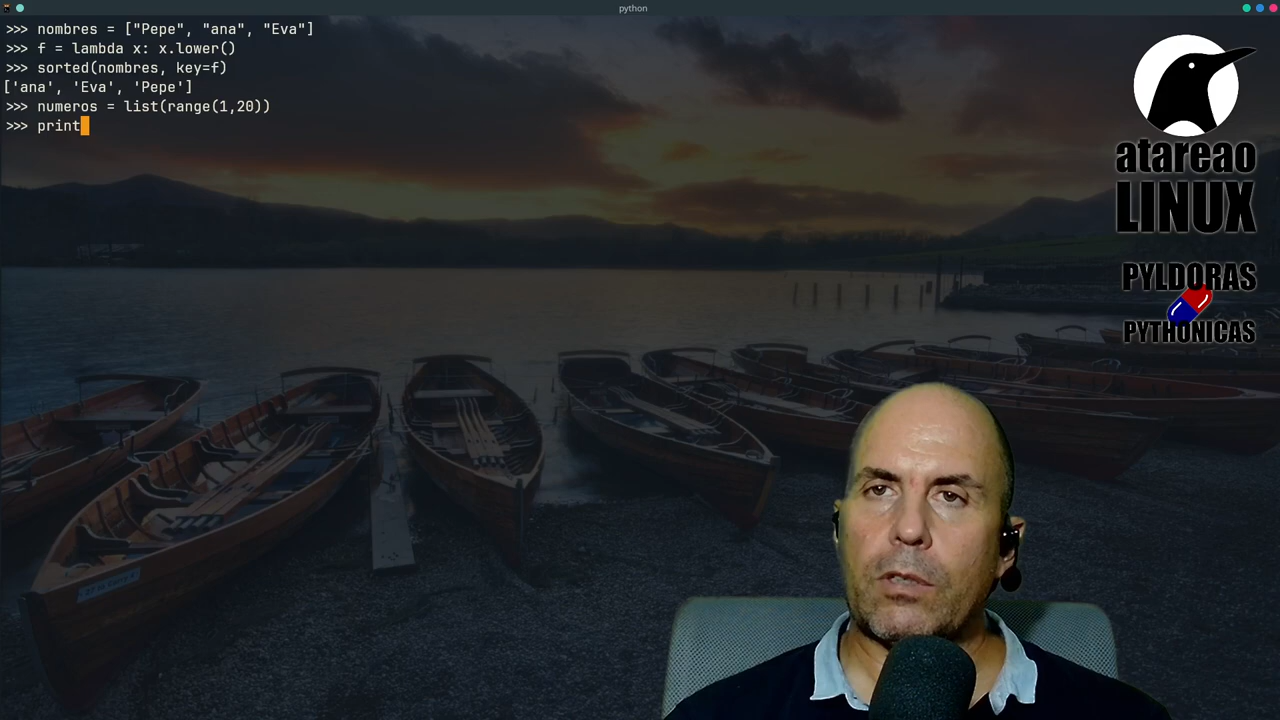 python
>>> nombres = ["Pepe", "ana", "Eva"]
>>> f = lambda x: x.lower()
>>> sorted(nombres, key=f)
['ana', 'Eva', 'Pepe']
>>> numeros = list(range(1,20))
>>> print
atareao
LINUX
PYLDORAS
PYTHONICAS